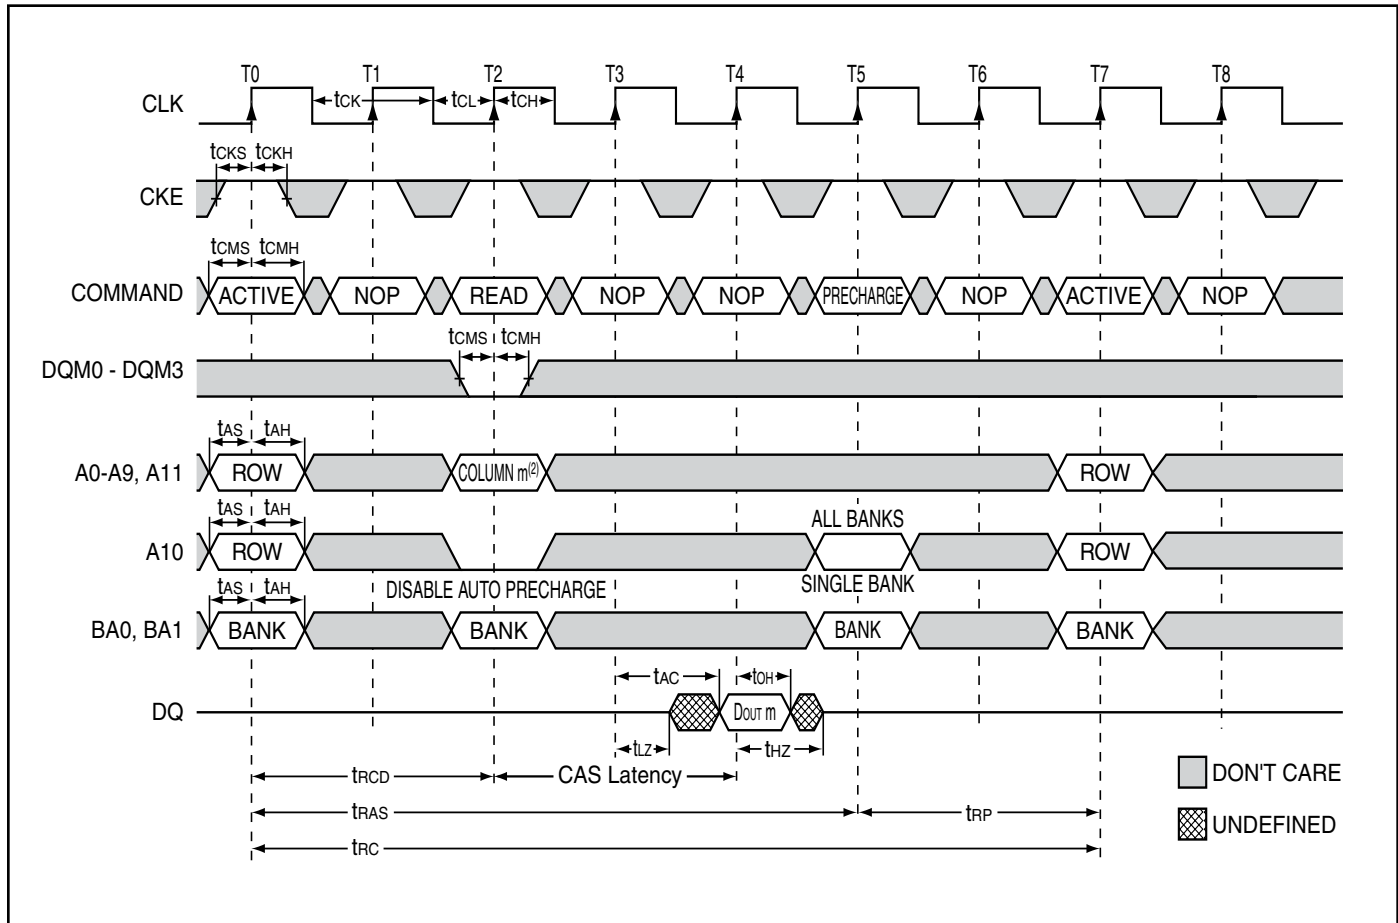 T0 T1 T2 T3 T4 T5 T6 T7 T8
CLK tCK tCL tCH
tCKS tCKH
CKE
tCMS tCMH
COMMAND ACTIVE NOP READ NOP NOP PRECHARGE NOP ACTIVE NOP
tCMS tCMH
DQM0 - DQM3
tAS tAH
A0-A9, A11 ROW COLUMN m(2) ROW
tAS tAH ALL BANKS
A10 ROW ROW
tAS tAH DISABLE AUTO PRECHARGE SINGLE BANK
BA0, BA1 BANK BANK BANK BANK
tAC tOH
DQ DOUT m
tLZ tHZ
tRCD CAS Latency DON'T CARE
tRAS tRP
UNDEFINED
tRC